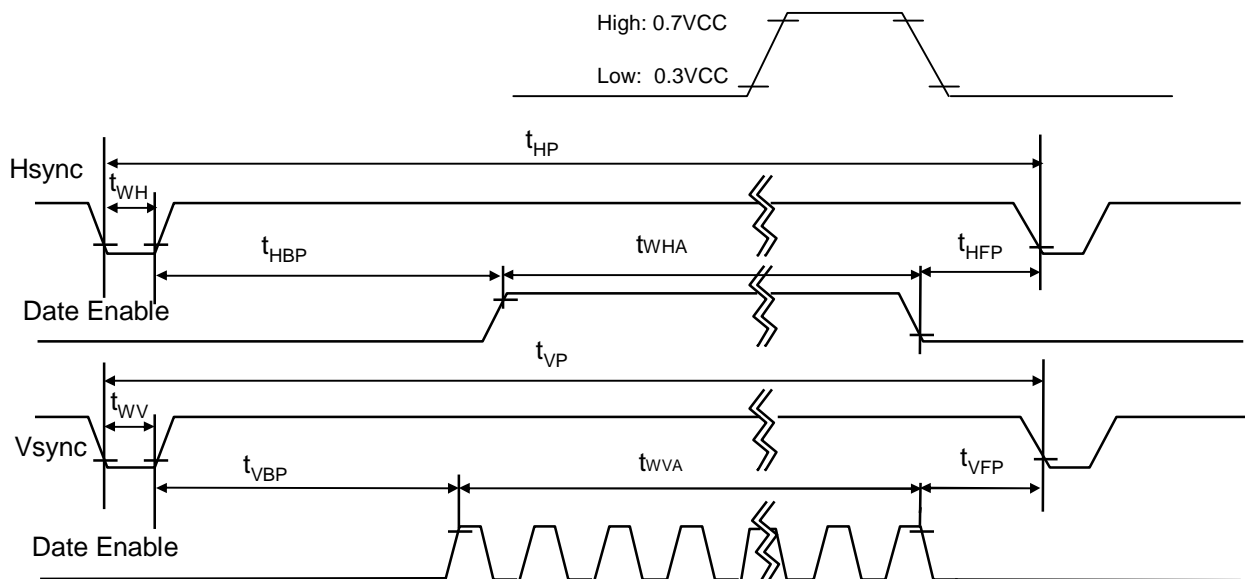 High: 0.7VCC
Low: 0.3VCC
tHP
Hsync
tWH
tHBP
tWHA
tHFP
Date Enable
tVP
tWV
Vsync
tVBP
tWVA
tVFP
Date Enable